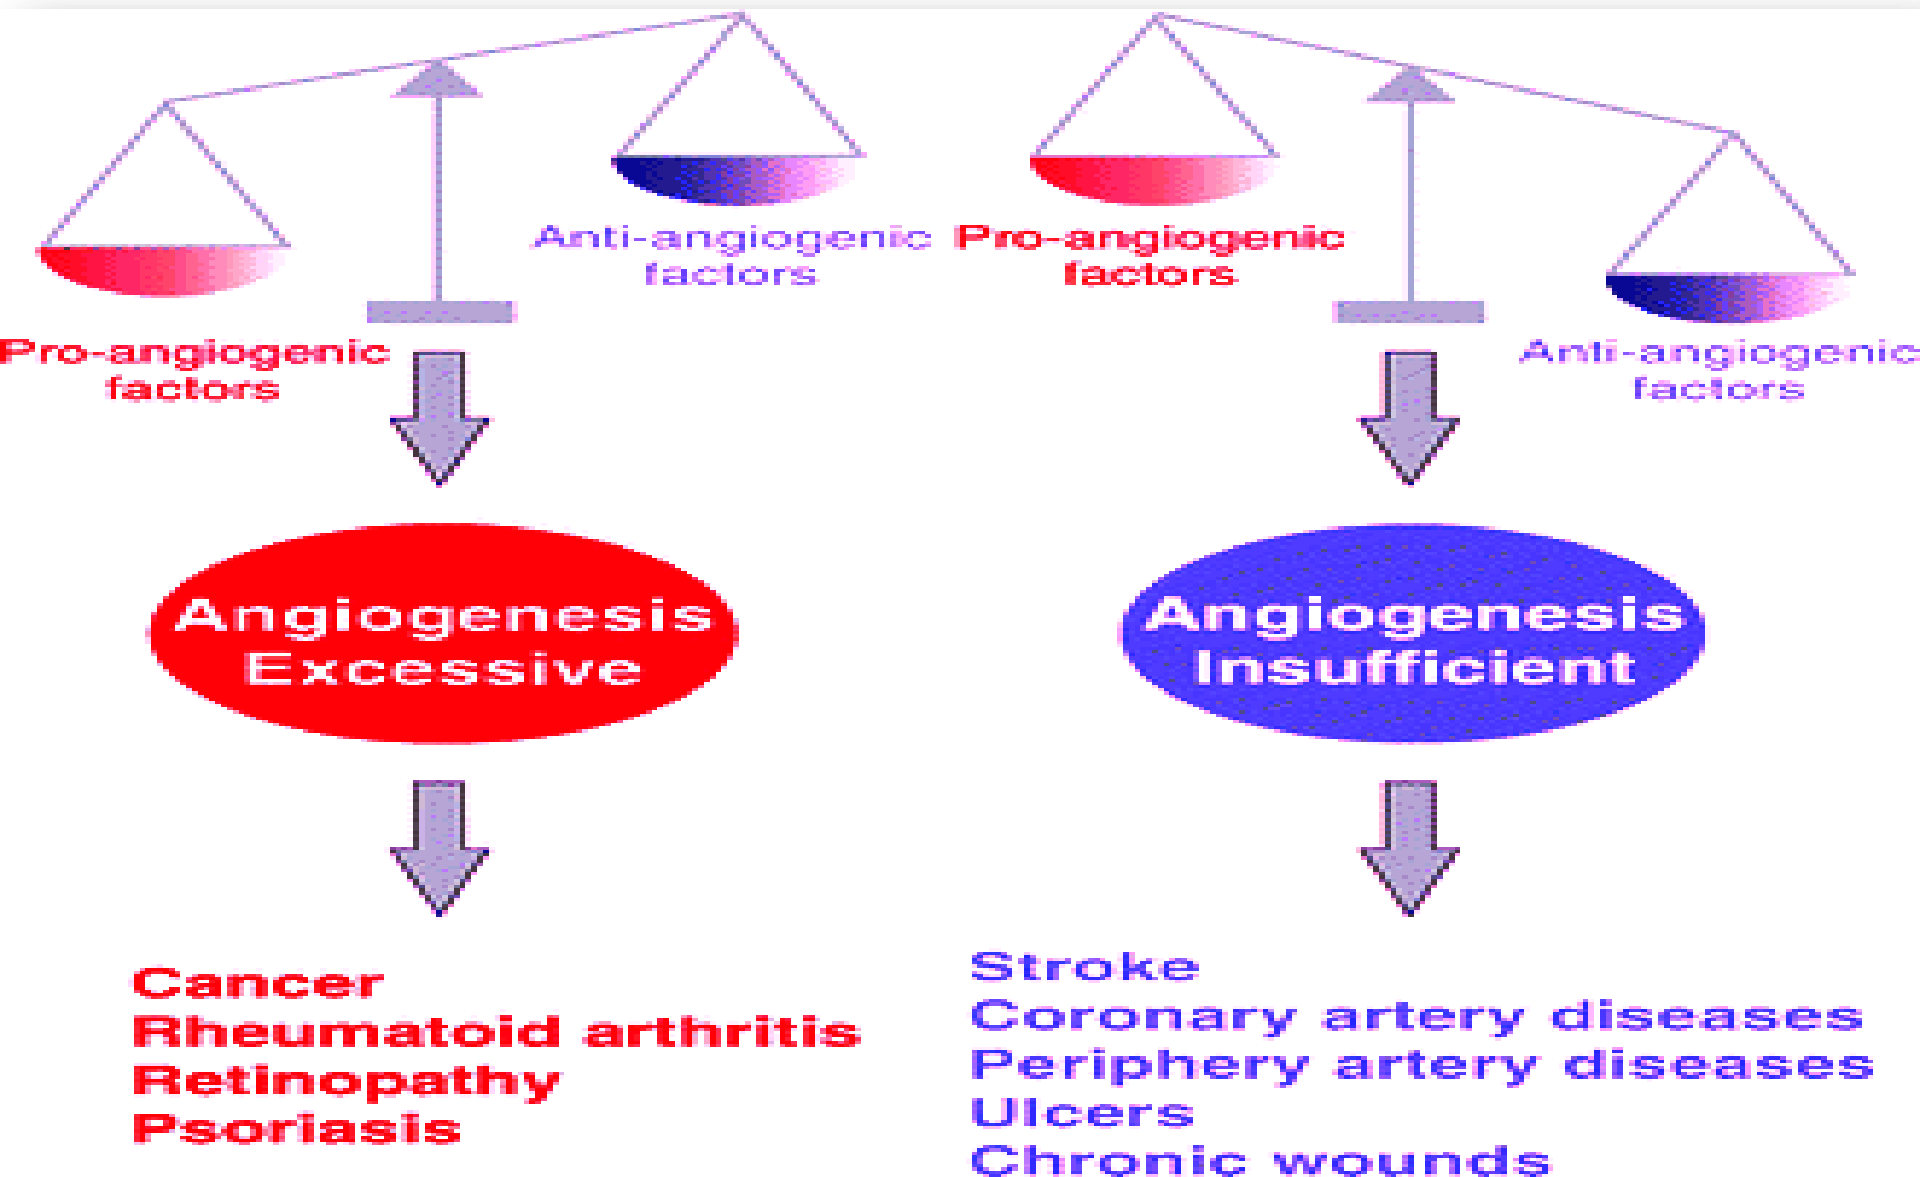 Anti-angiogenic
factors
Pro-angiogenic
factors
Pro-angiogenic
factors
Anti-angiogenic
factors
Angiogenesis
Excessive
Angiogenesis
Insufficient
Cancer
Rheumatoid arthritis
Retinopathy
Psoriasis
Stroke
Coronary artery diseases
Periphery artery diseases
Ulcers
Chronic wounds